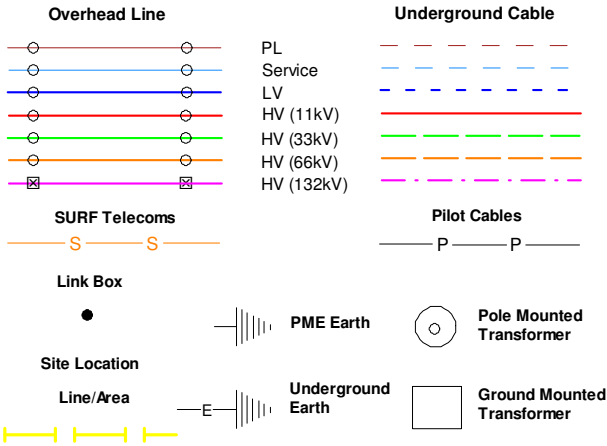 Overhead Line
Underground Cable
PL
Service
LV
HV (11kV)
HV (33kV)
HV (66kV)
HV (132kV)
SURF Telecoms
Pilot Cables
S S
P P
Link Box
PME Earth
Pole Mounted
Transformer
Site Location
Line/Area
E
Underground
Earth
Ground Mounted
Transformer